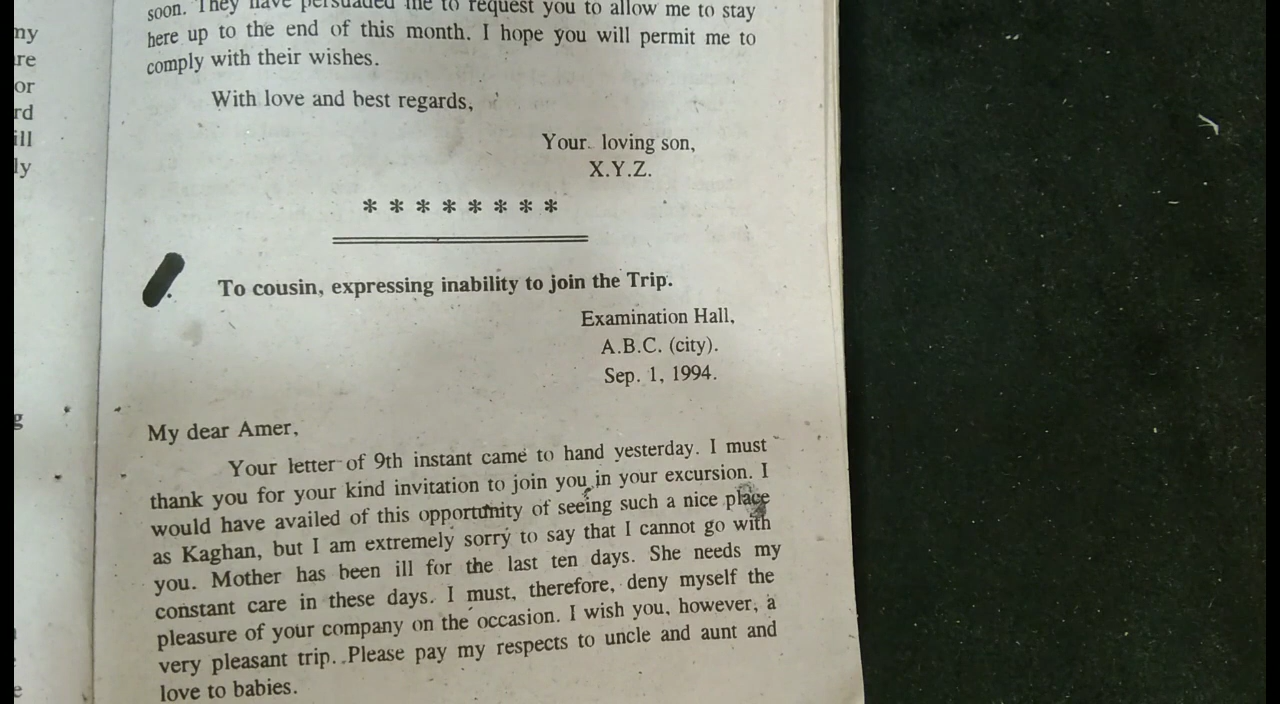 soon. They have persuaded me to request you to allow me to stay
here up to the end of this month. I hope you will permit me to
comply with their wishes.
With love and best regards,
Your loving son,
X.Y.Z.
* * * * * * * *
To cousin, expressing inability to join the Trip.
Examination Hall,
A.B.C. (city).
Sep. 1, 1994.
My dear Amer,
Your letter of 9th instant came to hand yesterday. I must
thank you for your kind invitation to join you in your excursion. I
would have availed of this opportunity of seeing such a nice place
as Kaghan, but I am extremely sorry to say that I cannot go with
you. Mother has been ill for the last ten days. She needs my
constant care in these days. I must, therefore, deny myself the
pleasure of your company on the occasion. I wish you, however, a
very pleasant trip. Please pay my respects to uncle and aunt and
love to babies.